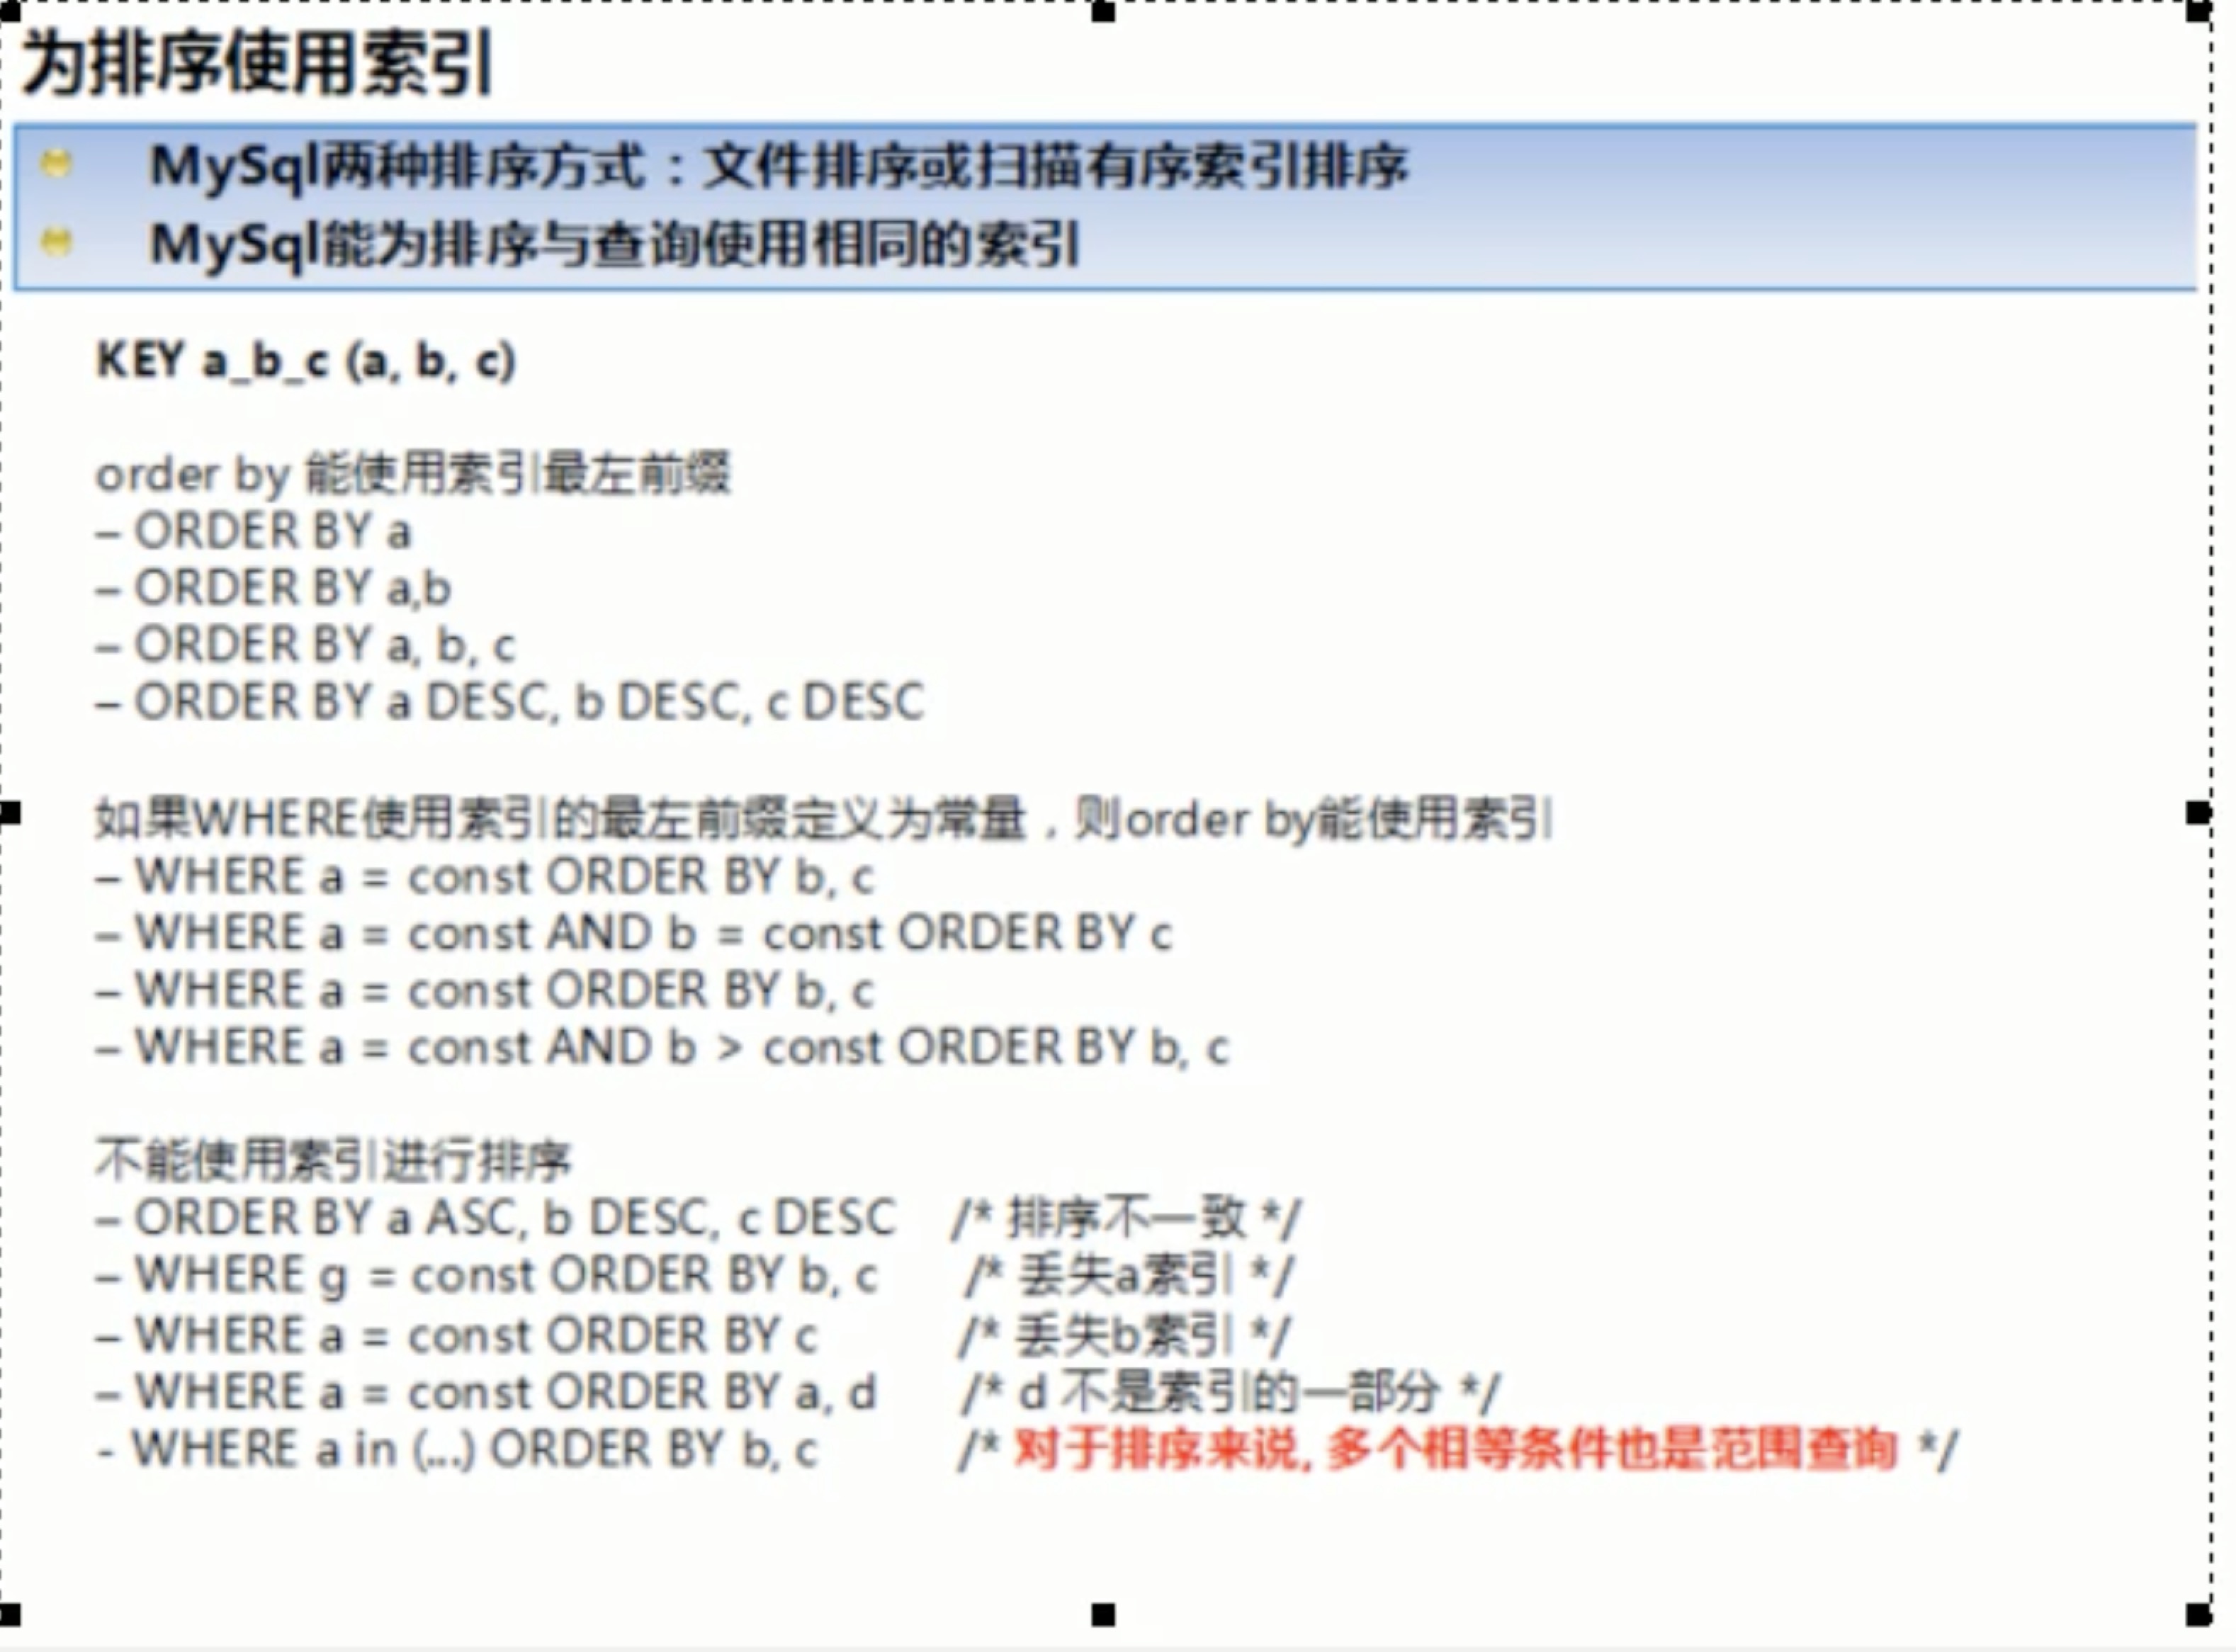 为排序使用索引
MySql两种排序方式：文件排序或扫描有序索引排序
MySql能为排序与查询使用相同的索引
KEY a_b_c (a, b, c)
order by 能使用索引最左前缀
– ORDER BY a
– ORDER BY a,b
– ORDER BY a, b, c
– ORDER BY a DESC, b DESC, c DESC
如果WHERE使用索引的最左前缀定义为常量，则order by能使用索引
– WHERE a = const ORDER BY b, c
– WHERE a = const AND b = const ORDER BY c
– WHERE a = const ORDER BY b, c
– WHERE a = const AND b > const ORDER BY b, c
不能使用索引进行排序
– ORDER BY a ASC, b DESC, c DESC /* 排序不一致 */
– WHERE g = const ORDER BY b, c /* 丢失a索引 */
– WHERE a = const ORDER BY c /* 丢失b索引 */
– WHERE a = const ORDER BY a, d /* d 不是索引的一部分 */
- WHERE a in (...) ORDER BY b, c /* 对于排序来说, 多个相等条件也是范围查询 */